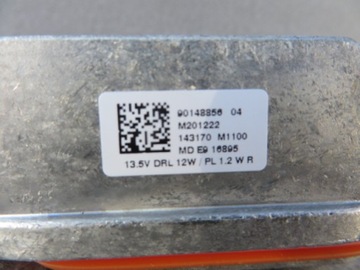 90148856 04
M201222
143170 M1100
MD E9 16895
13.5V DRL 12W / PL 1.2 W R